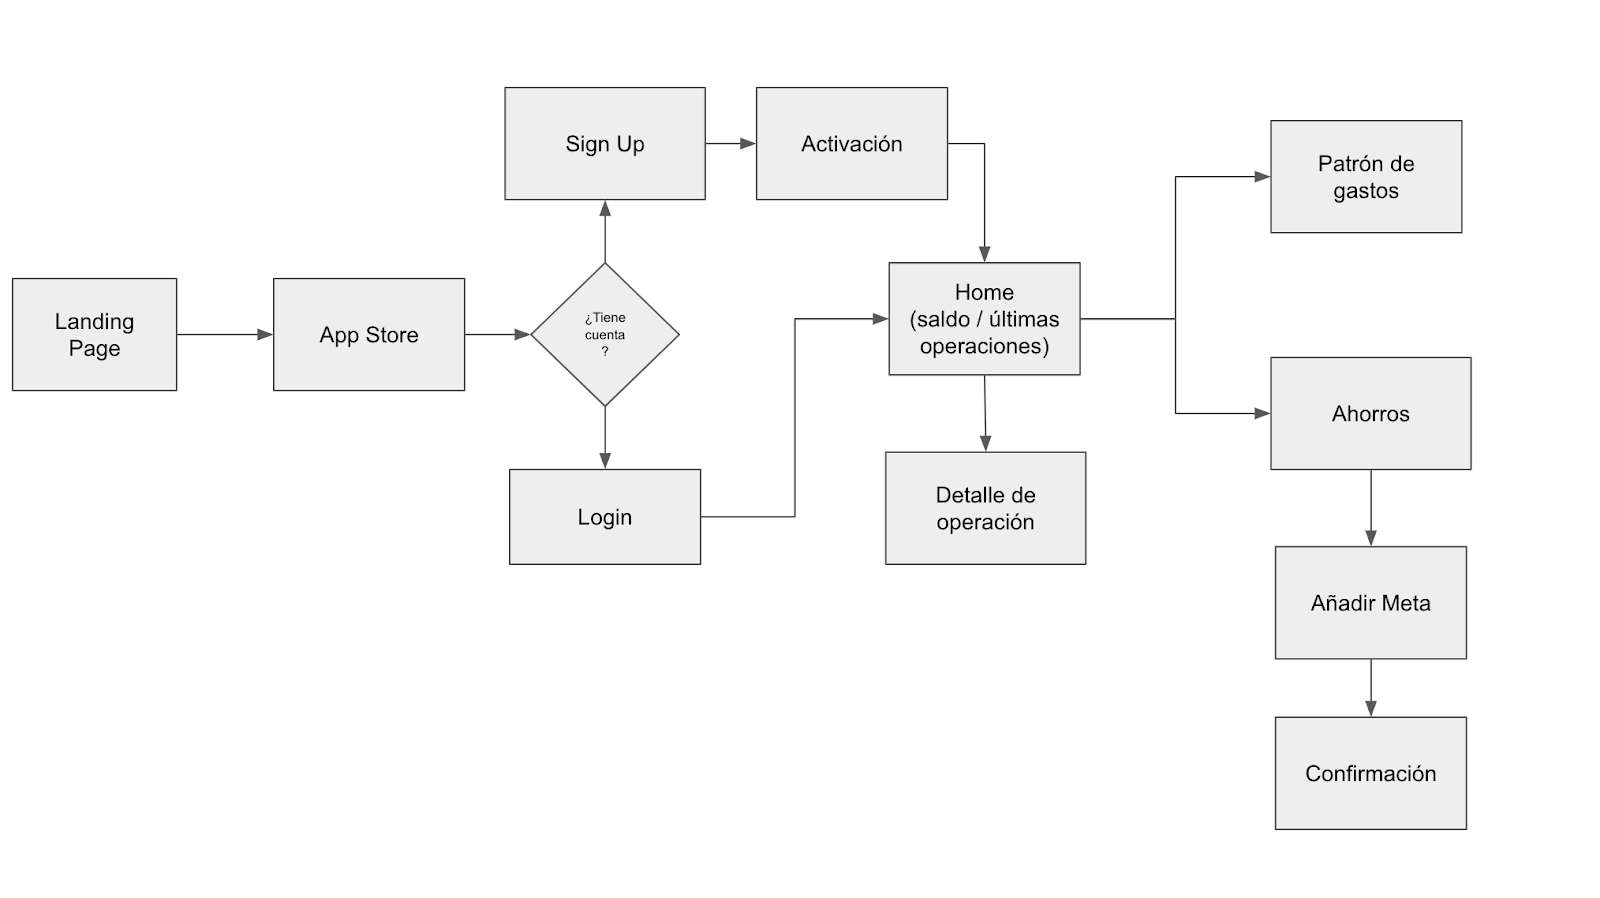 Landing
Page
App Store
¿Tiene
cuenta
?
Sign Up
Activación
Login
Home
(saldo / últimas
operaciones)
Detalle de
operación
Patrón de
gastos
Ahorros
Añadir Meta
Confirmación